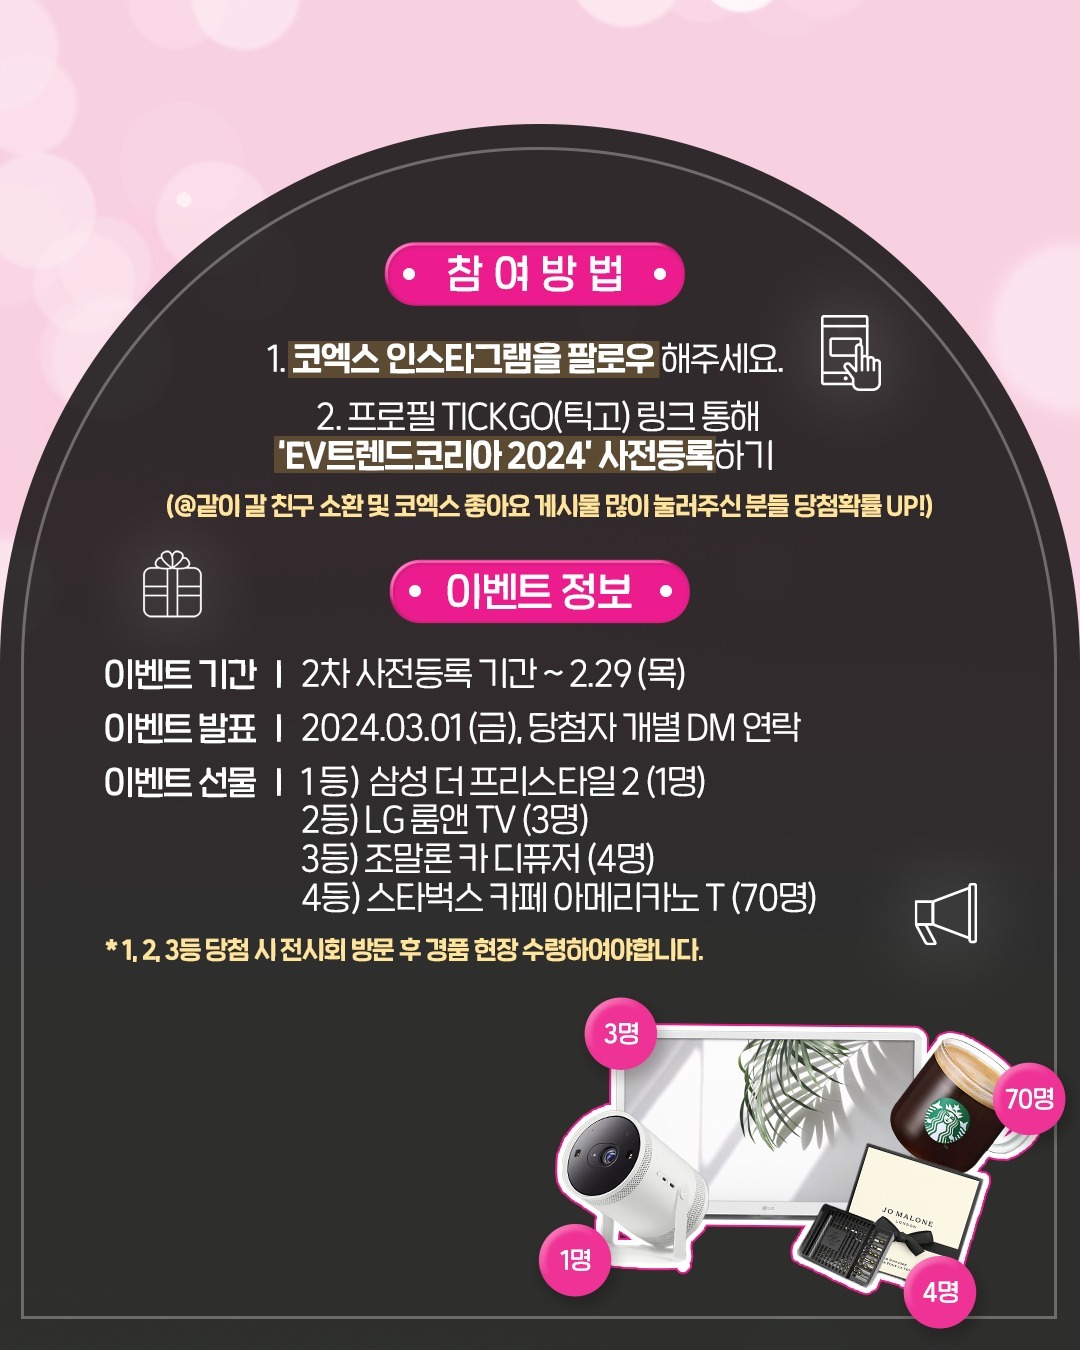 참여방법
1. 코엑스 인스타그램을 팔로우 해주세요.
2. 프로필 TICKGO(틱고) 링크 통해
'EV트렌드코리아 2024' 사전등록하기
(@같이 갈 친구 소환 및 코엑스 좋아요 게시물 많이 눌러주신 분들 당첨확률 UP!)
이벤트 정보
이벤트 기간 | 2차 사전등록 기간 ~ 2.29 (목)
이벤트 발표 | 2024.03.01 (금), 당첨자 개별 DM 연락
이벤트 선물 | 1등) 삼성 더 프리스타일 2 (1명)
2등) LG 룸앤 TV (3명)
3등) 조말론 카 디퓨저 (4명)
4등) 스타벅스 카페 아메리카노 T (70명)
* 1, 2, 3등 당첨 시 전시회 방문 후 경품 현장 수령하여야합니다.
3명
70명
LG
JO MALONE
LONDON
1명
4명